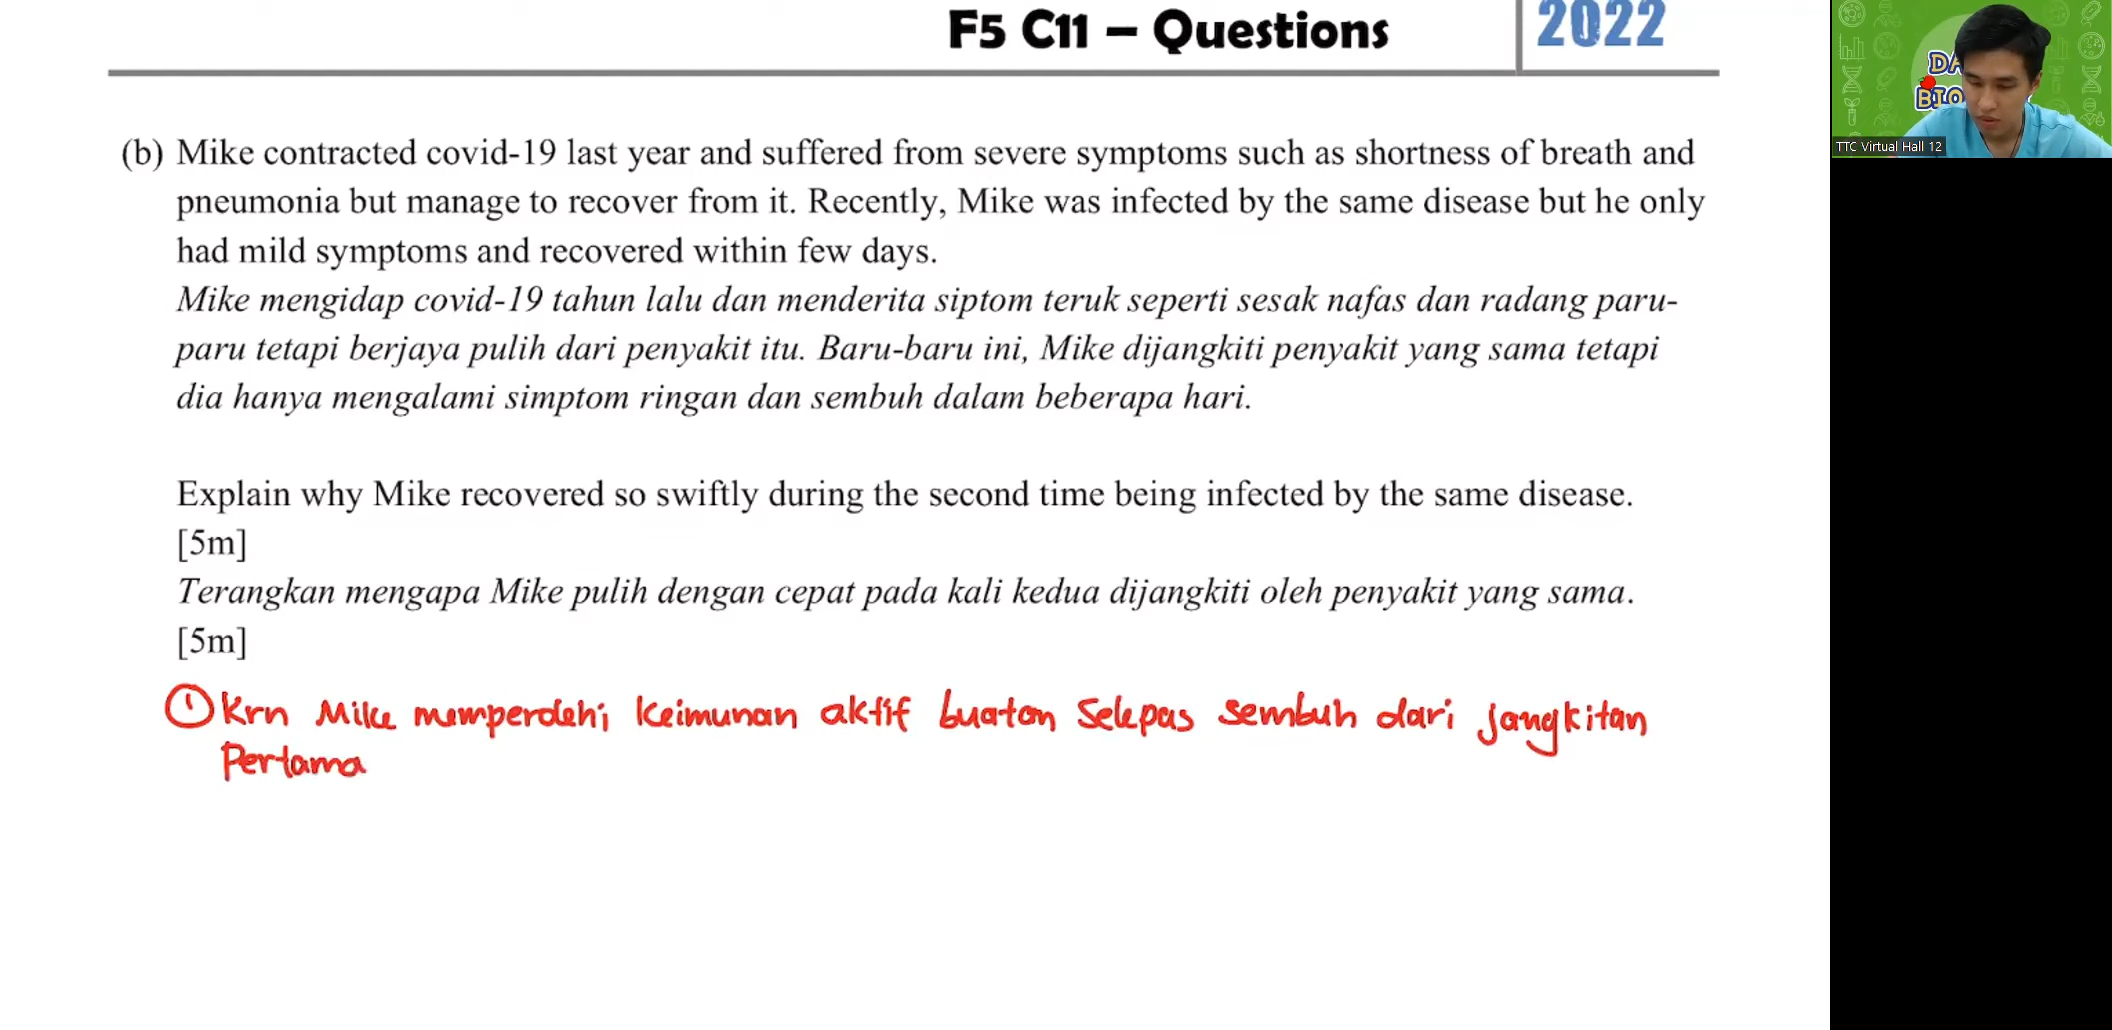 F5 C11 – Questions
2022
(b) Mike contracted covid-19 last year and suffered from severe symptoms such as shortness of breath and
pneumonia but manage to recover from it. Recently, Mike was infected by the same disease but he only
had mild symptoms and recovered within few days.
Mike mengidap covid-19 tahun lalu dan menderita siptom teruk seperti sesak nafas dan radang paru-
paru tetapi berjaya pulih dari penyakit itu. Baru-baru ini, Mike dijangkiti penyakit yang sama tetapi
dia hanya mengalami simptom ringan dan sembuh dalam beberapa hari.
Explain why Mike recovered so swiftly during the second time being infected by the same disease.
[5m]
Terangkan mengapa Mike pulih dengan cepat pada kali kedua dijangkiti oleh penyakit yang sama.
[5m]
① Krn Mike memperolehi keimunan aktif buatan selepas sembuh dari jangkitan
Pertama
DA
BIO
TTC Virtual Hall 12